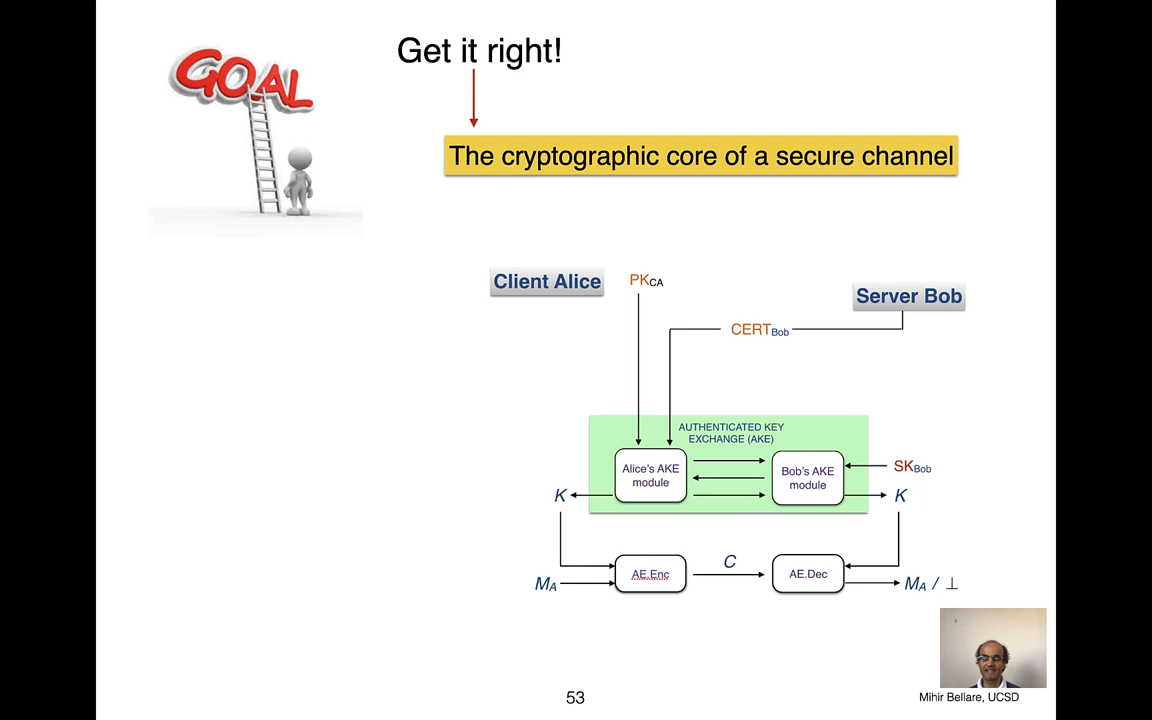 GOAL
Get it right!
The cryptographic core of a secure channel
Client Alice
PKCA
Server Bob
CERTBob
AUTHENTICATED KEY
EXCHANGE (AKE)
Alice's AKE
module
Bob's AKE
module
SKBob
K
K
AE.Enc
C
AE.Dec
MA
MA / ⊥
53
Mihir Bellare, UCSD